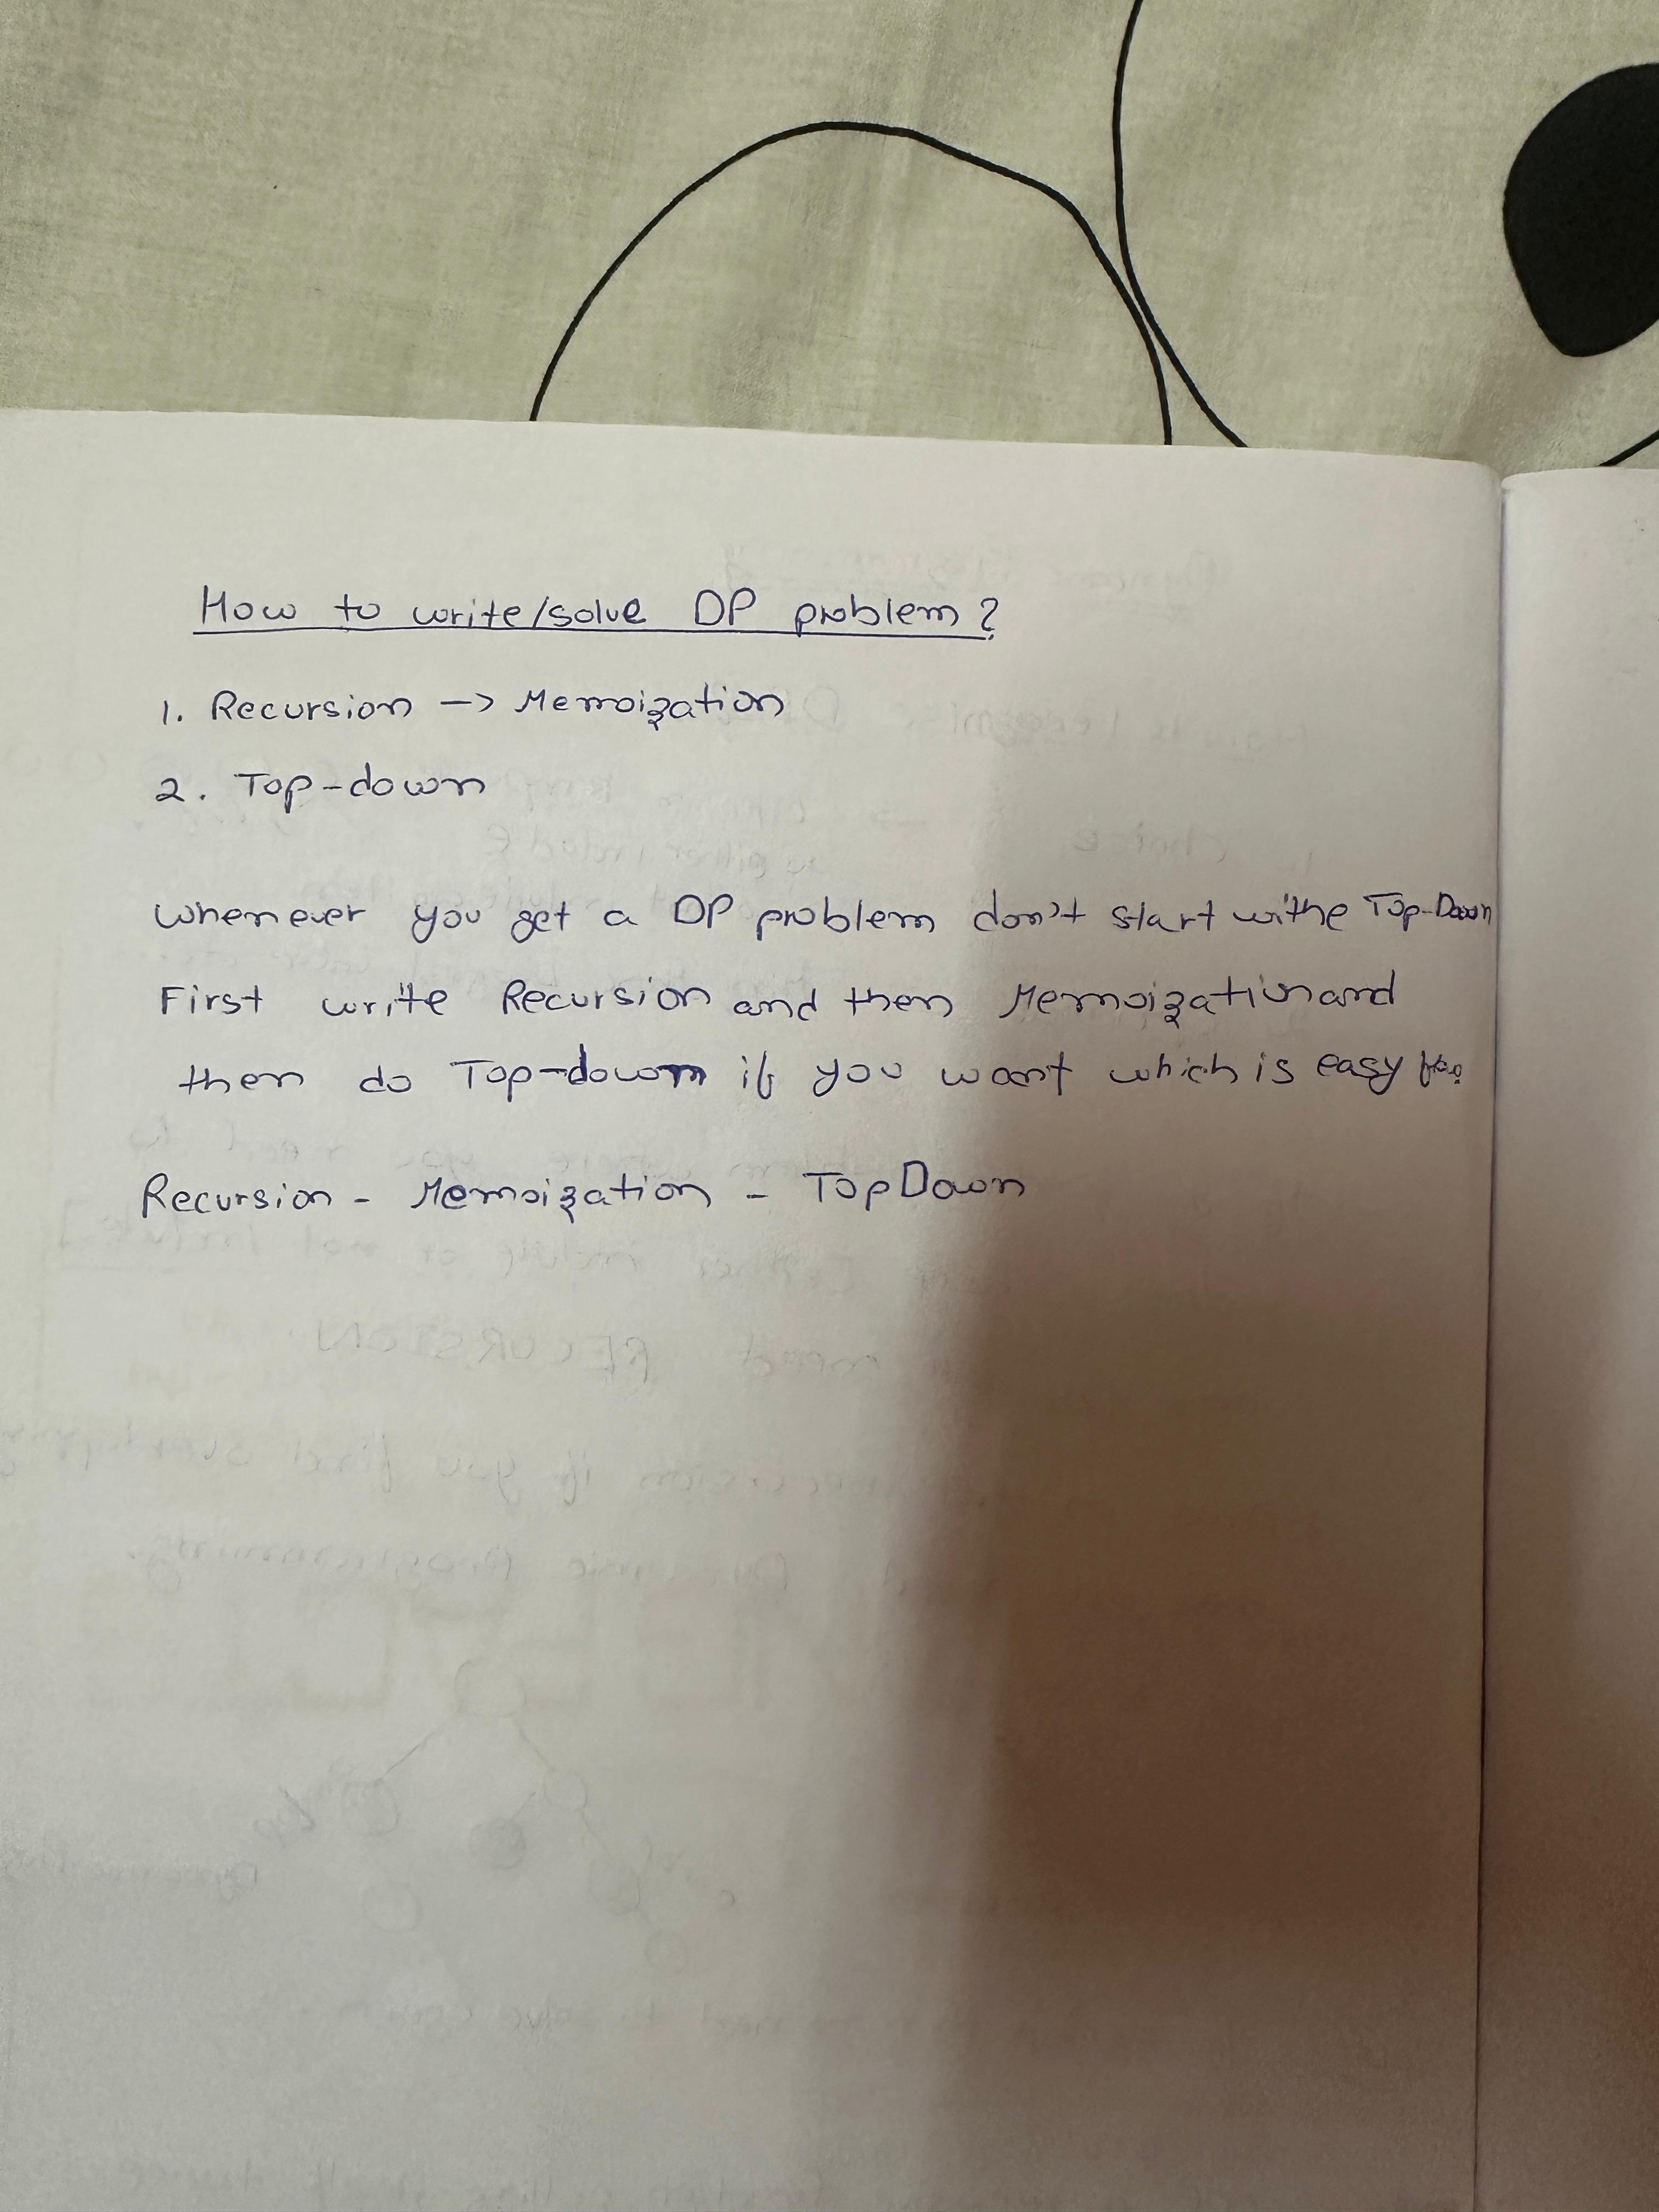 How to write/solve DP problem?
1. Recursion -> Memoization
2. Top-down
Whenever you get a DP problem don't start withe Top-Down
First write Recursion and then Memoization and
then do Top-down if you want which is easy
Recursion - Memoization - TopDown